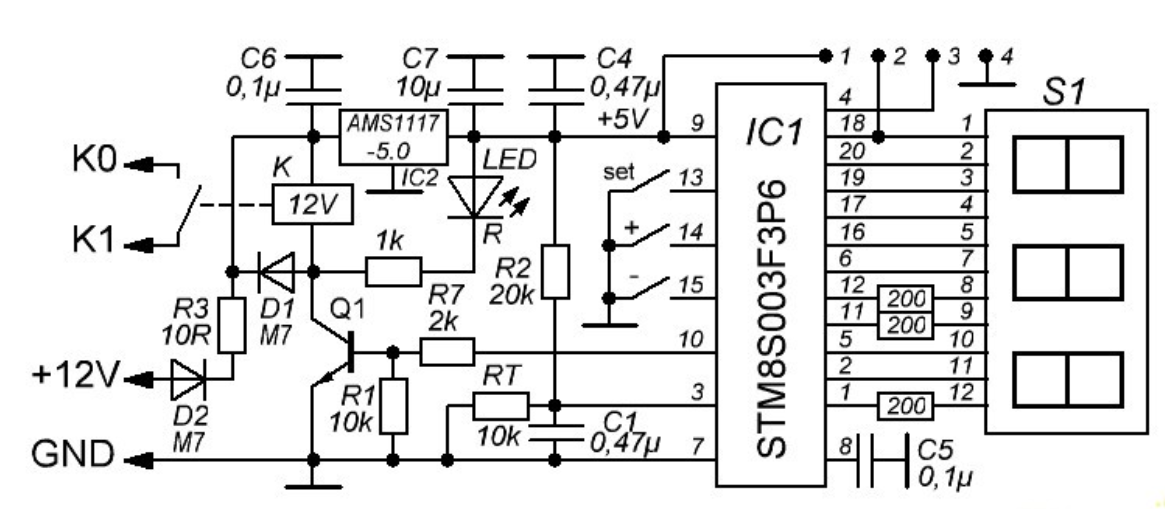 C6 C7 C4 1 2 3 4
0,1µ 10µ 0,47µ
S1
4
AMS1117 +5V 9 IC1 18 1
-5.0 20 2
K0 K IC2 LED set 13 19 3
12V 17 4
K1 1k R + 14 16 5
R2 6 7
20k - 15 12 200 8
R3 D1 Q1 R7 11 200 9
10R M7 2k 10 5 10
+12V R1 RT 2 11
D2 10k 3 1 200 12
M7 10k C1
GND 0,47µ 7 8 C5
0,1µ
STM8S003F3P6